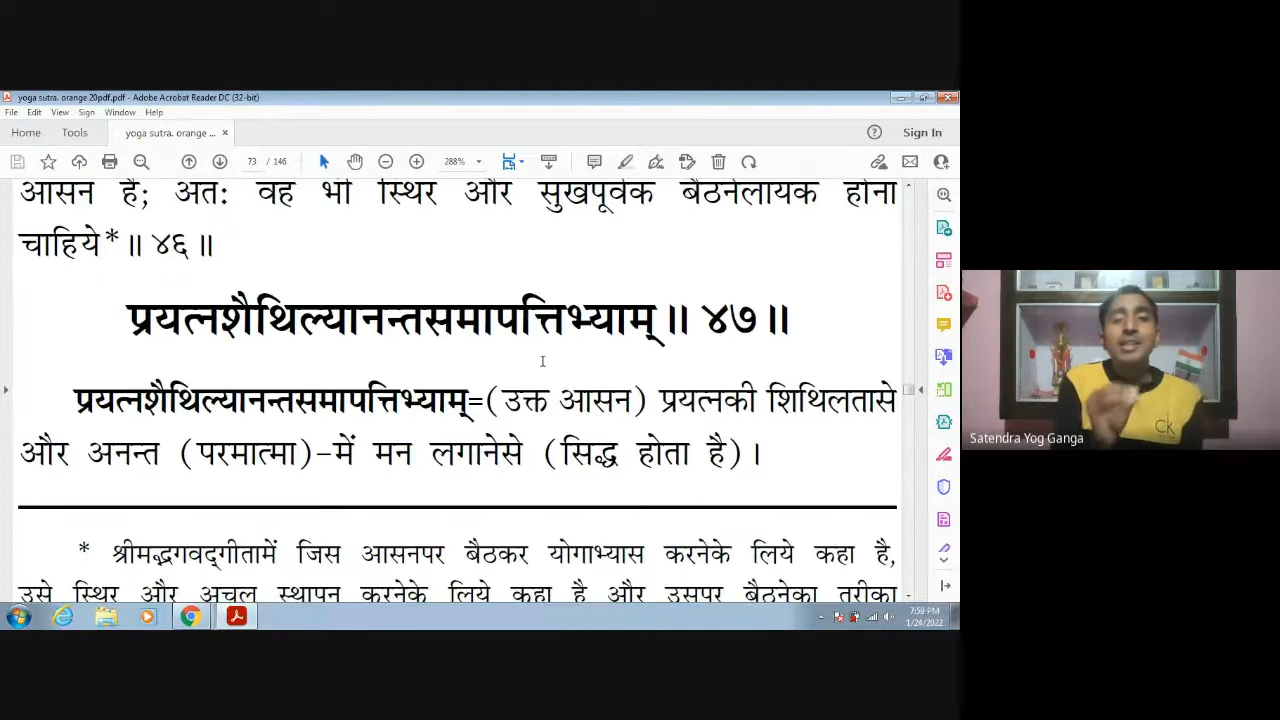 yoga sutra. orange 20pdf.pdf - Adobe Acrobat Reader DC (32-bit)
File Edit View Sign Window Help
Home Tools yoga sutra. orange ... × Sign In
73 / 146 288%
आसन है; अतः वह भी स्थिर और सुखपूर्वक बैठनेलायक होना
चाहिये*॥ ४६॥
प्रयत्नशैथिल्यानन्तसमापत्तिभ्याम्॥ ४७॥
प्रयत्नशैथिल्यानन्तसमापत्तिभ्याम्=(उक्त आसन) प्रयत्नकी शिथिलतासे
और अनन्त (परमात्मा)-में मन लगानेसे (सिद्ध होता है)।
* श्रीमद्भगवद्‌गीतामें जिस आसनपर बैठकर योगाभ्यास करनेके लिये कहा है,
उसे स्थिर और अचल स्थापन करनेके लिये कहा है और उसपर बैठनेका तरीका
7:59 PM
1/24/2022
CK
Satendra Yog Ganga